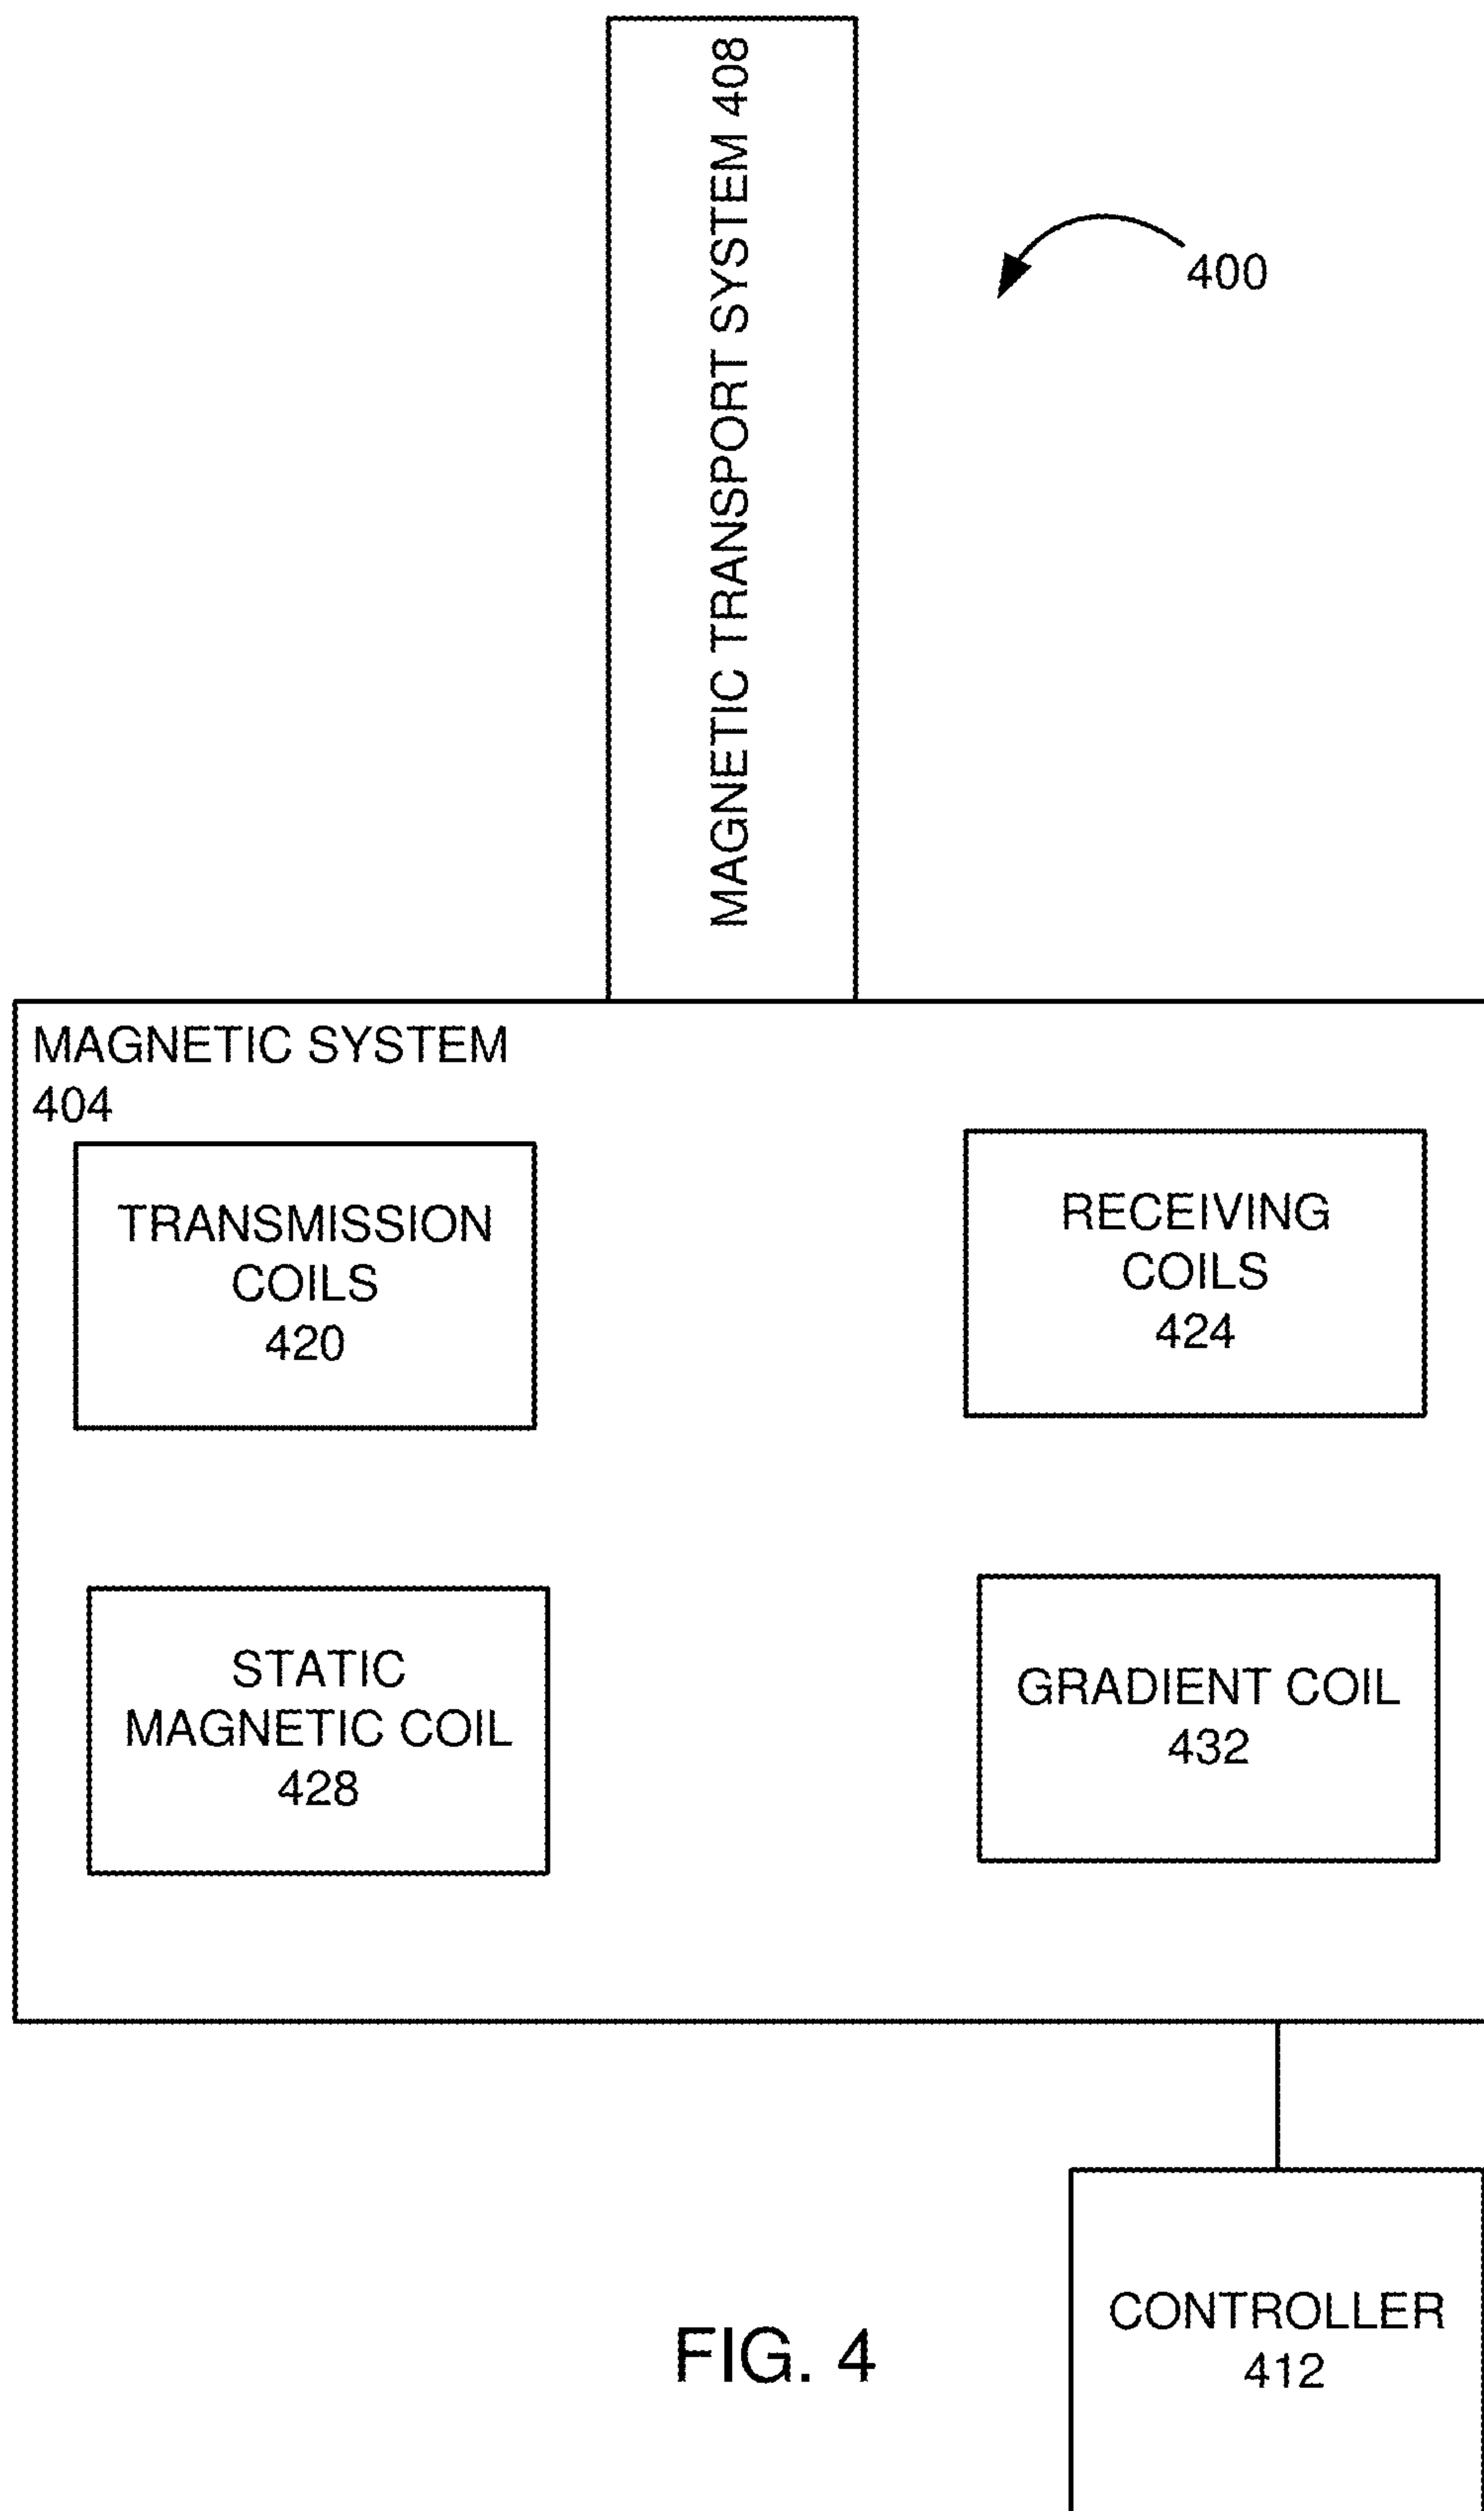 MAGNETIC TRANSPORT SYSTEM 408
400
MAGNETIC SYSTEM
404
TRANSMISSION
COILS
420
RECEIVING
COILS
424
STATIC
MAGNETIC COIL
428
GRADIENT COIL
432
CONTROLLER
412
FIG. 4